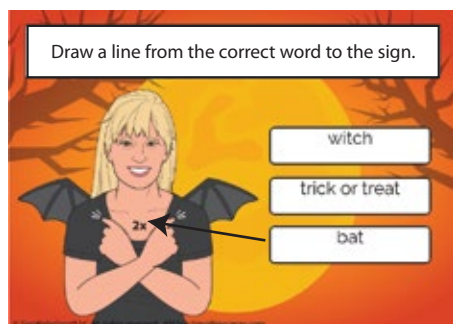 Draw a line from the correct word to the sign.
witch
trick or treat
2x
bat